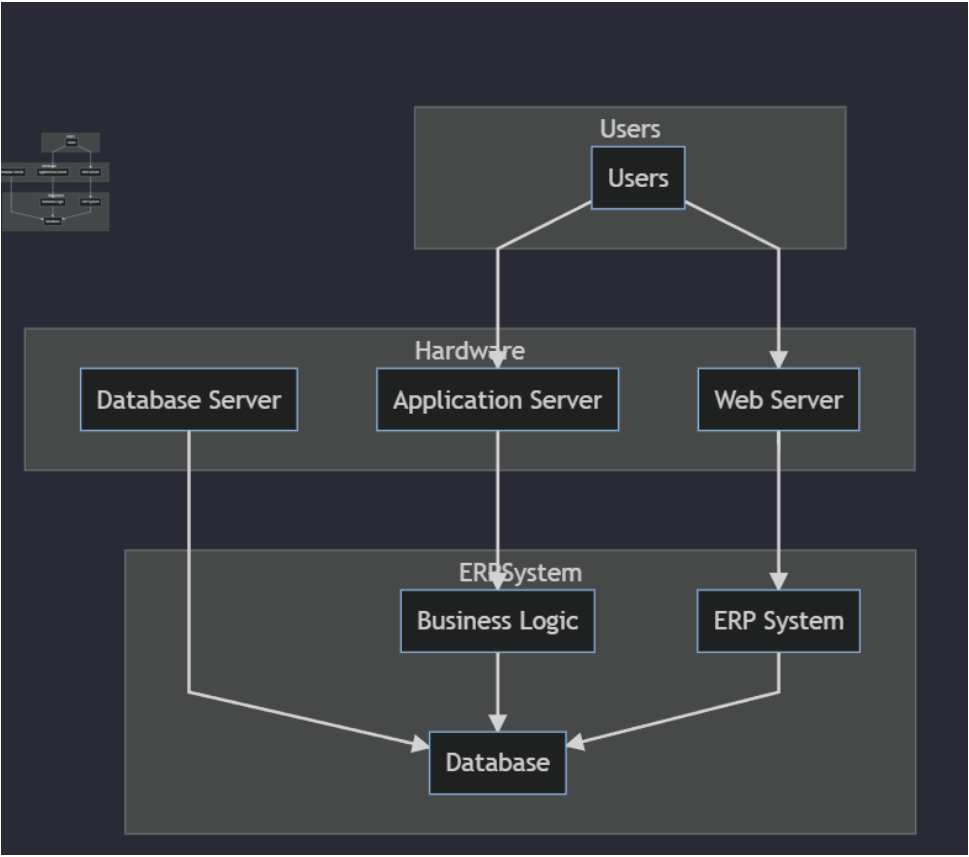 Users
Users
Hardware
Database Server
Application Server
Web Server
ERPSystem
Business Logic
ERP System
Database